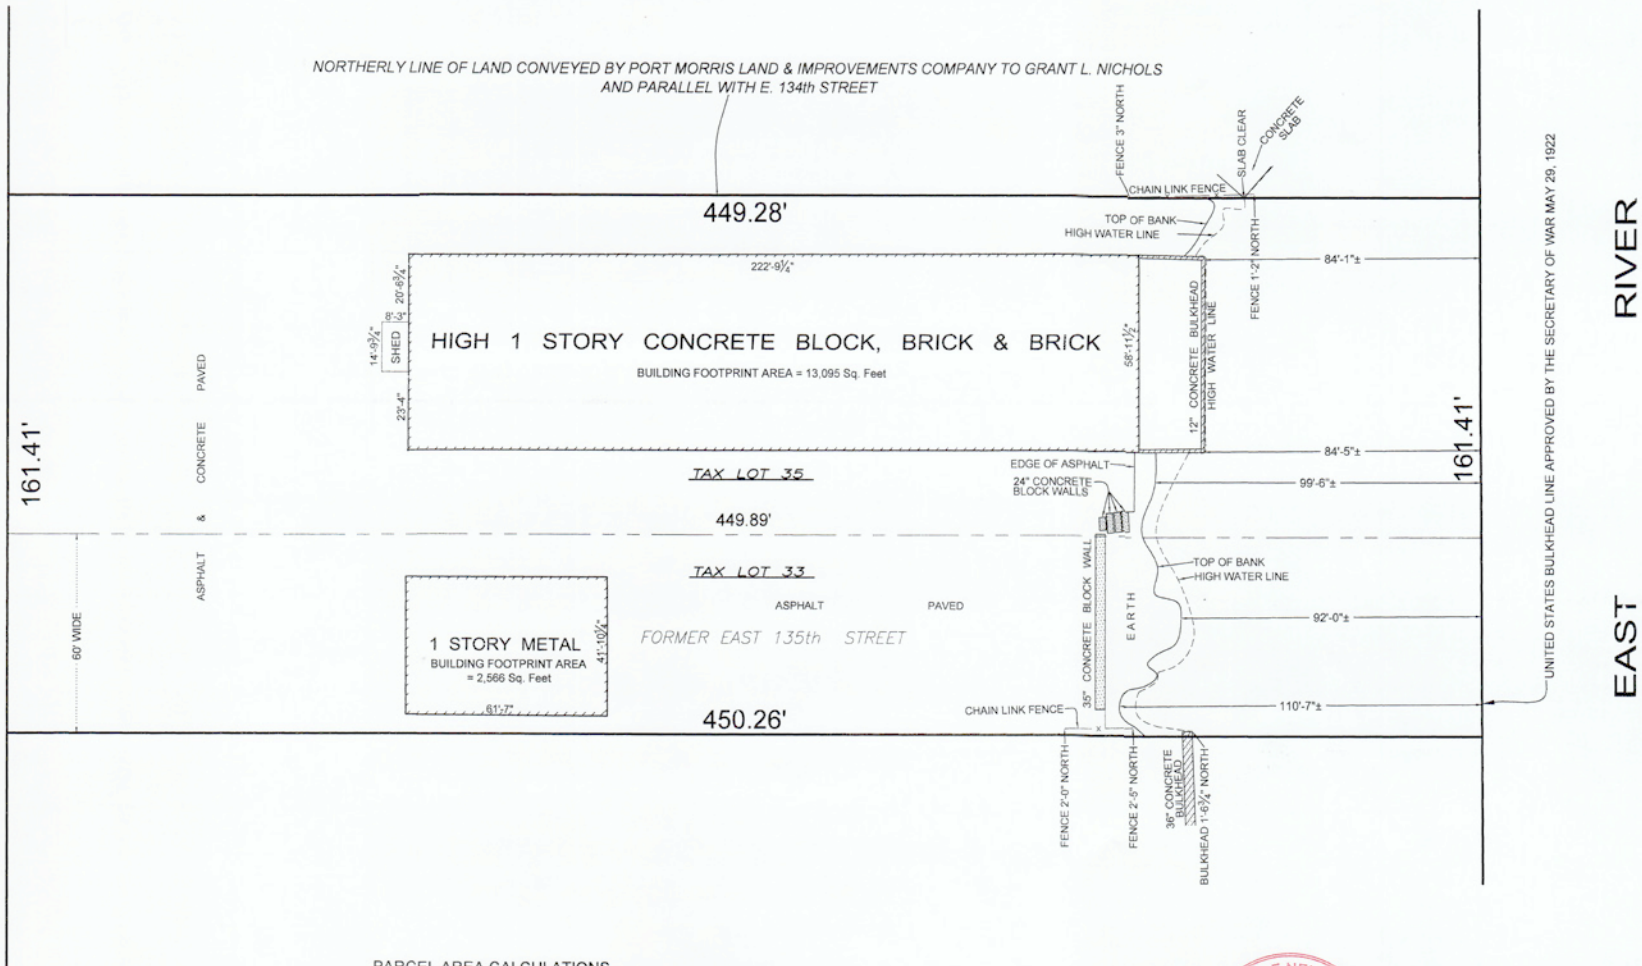 NORTHERLY LINE OF LAND CONVEYED BY PORT MORRIS LAND & IMPROVEMENTS COMPANY TO GRANT L. NICHOLS
AND PARALLEL WITH E. 134th STREET
FENCE 3" NORTH
SLAB CLEAR
CONCRETE
SLAB
CHAIN LINK FENCE
449.28'
TOP OF BANK
HIGH WATER LINE
FENCE 1'-2" NORTH
222'-9¼"
84'-1"±
20'-6¾"
8'-3"
14'-9¾"
SHED
23'-4"
HIGH 1 STORY CONCRETE BLOCK, BRICK & BRICK
BUILDING FOOTPRINT AREA = 13,095 Sq. Feet
58'-11½"
12" CONCRETE BULKHEAD
HIGH WATER LINE
161.41'
ASPHALT & CONCRETE PAVED
161.41'
UNITED STATES BULKHEAD LINE APPROVED BY THE SECRETARY OF WAR MAY 29, 1922
EAST RIVER
84'-5"±
EDGE OF ASPHALT
TAX LOT 35
24" CONCRETE
BLOCK WALLS
99'-6"±
449.89'
TAX LOT 33
TOP OF BANK
HIGH WATER LINE
35" CONCRETE BLOCK WALL
EARTH
ASPHALT PAVED
60' WIDE
1 STORY METAL
BUILDING FOOTPRINT AREA
= 2,566 Sq. Feet
41'-10¼"
61'-7"
FORMER EAST 135th STREET
92'-0"±
110'-7"±
CHAIN LINK FENCE
450.26'
FENCE 2'-0" NORTH
FENCE 2'-5" NORTH
36" CONCRETE
BULKHEAD
BULKHEAD 1'-6¾" NORTH
PARCEL AREA CALCULATIONS